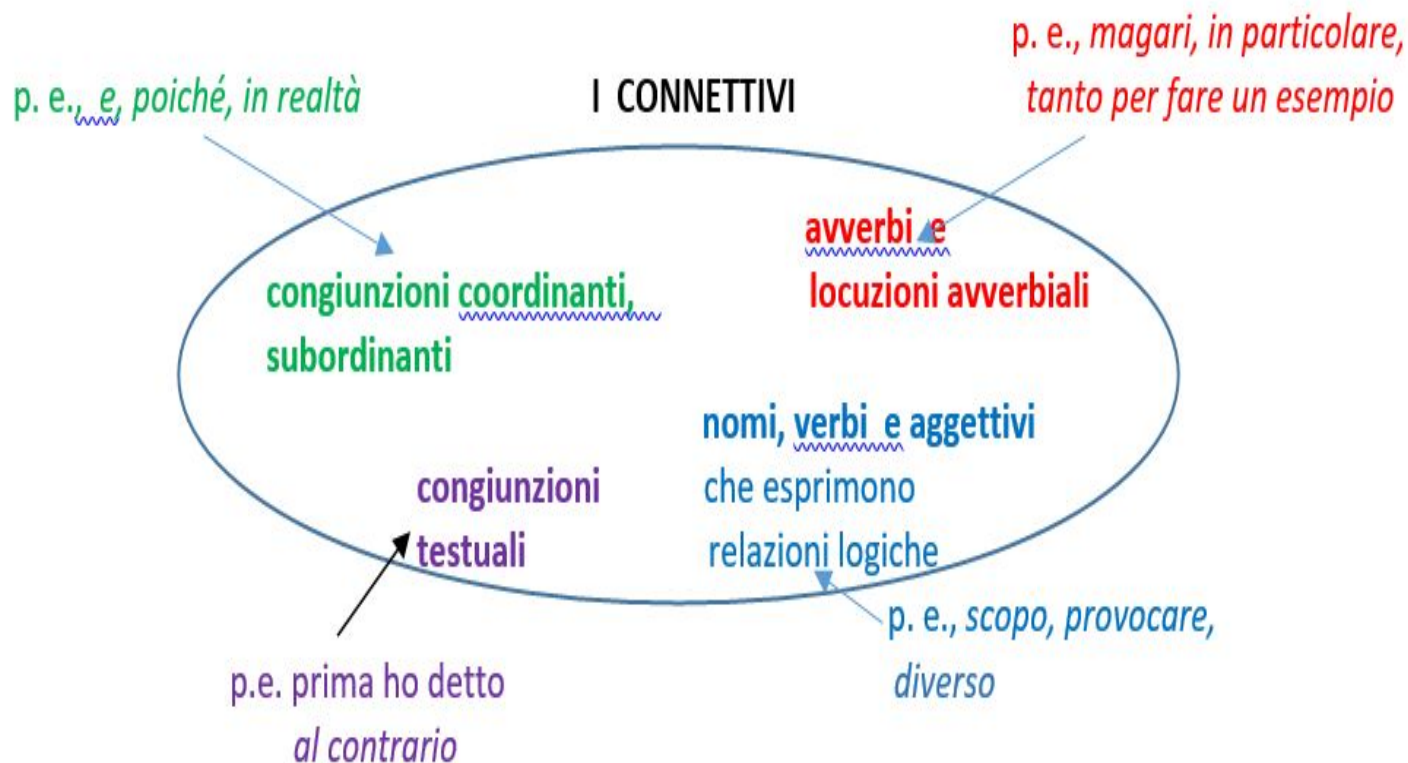 I CONNETTIVI
p. e., e, poiché, in realtà
congiunzioni coordinanti,
subordinanti
p. e., magari, in particolare,
tanto per fare un esempio
avverbi e
locuzioni avverbiali
nomi, verbi e aggettivi
che esprimono
relazioni logiche
p. e., scopo, provocare,
diverso
congiunzioni
testuali
p.e. prima ho detto
al contrario